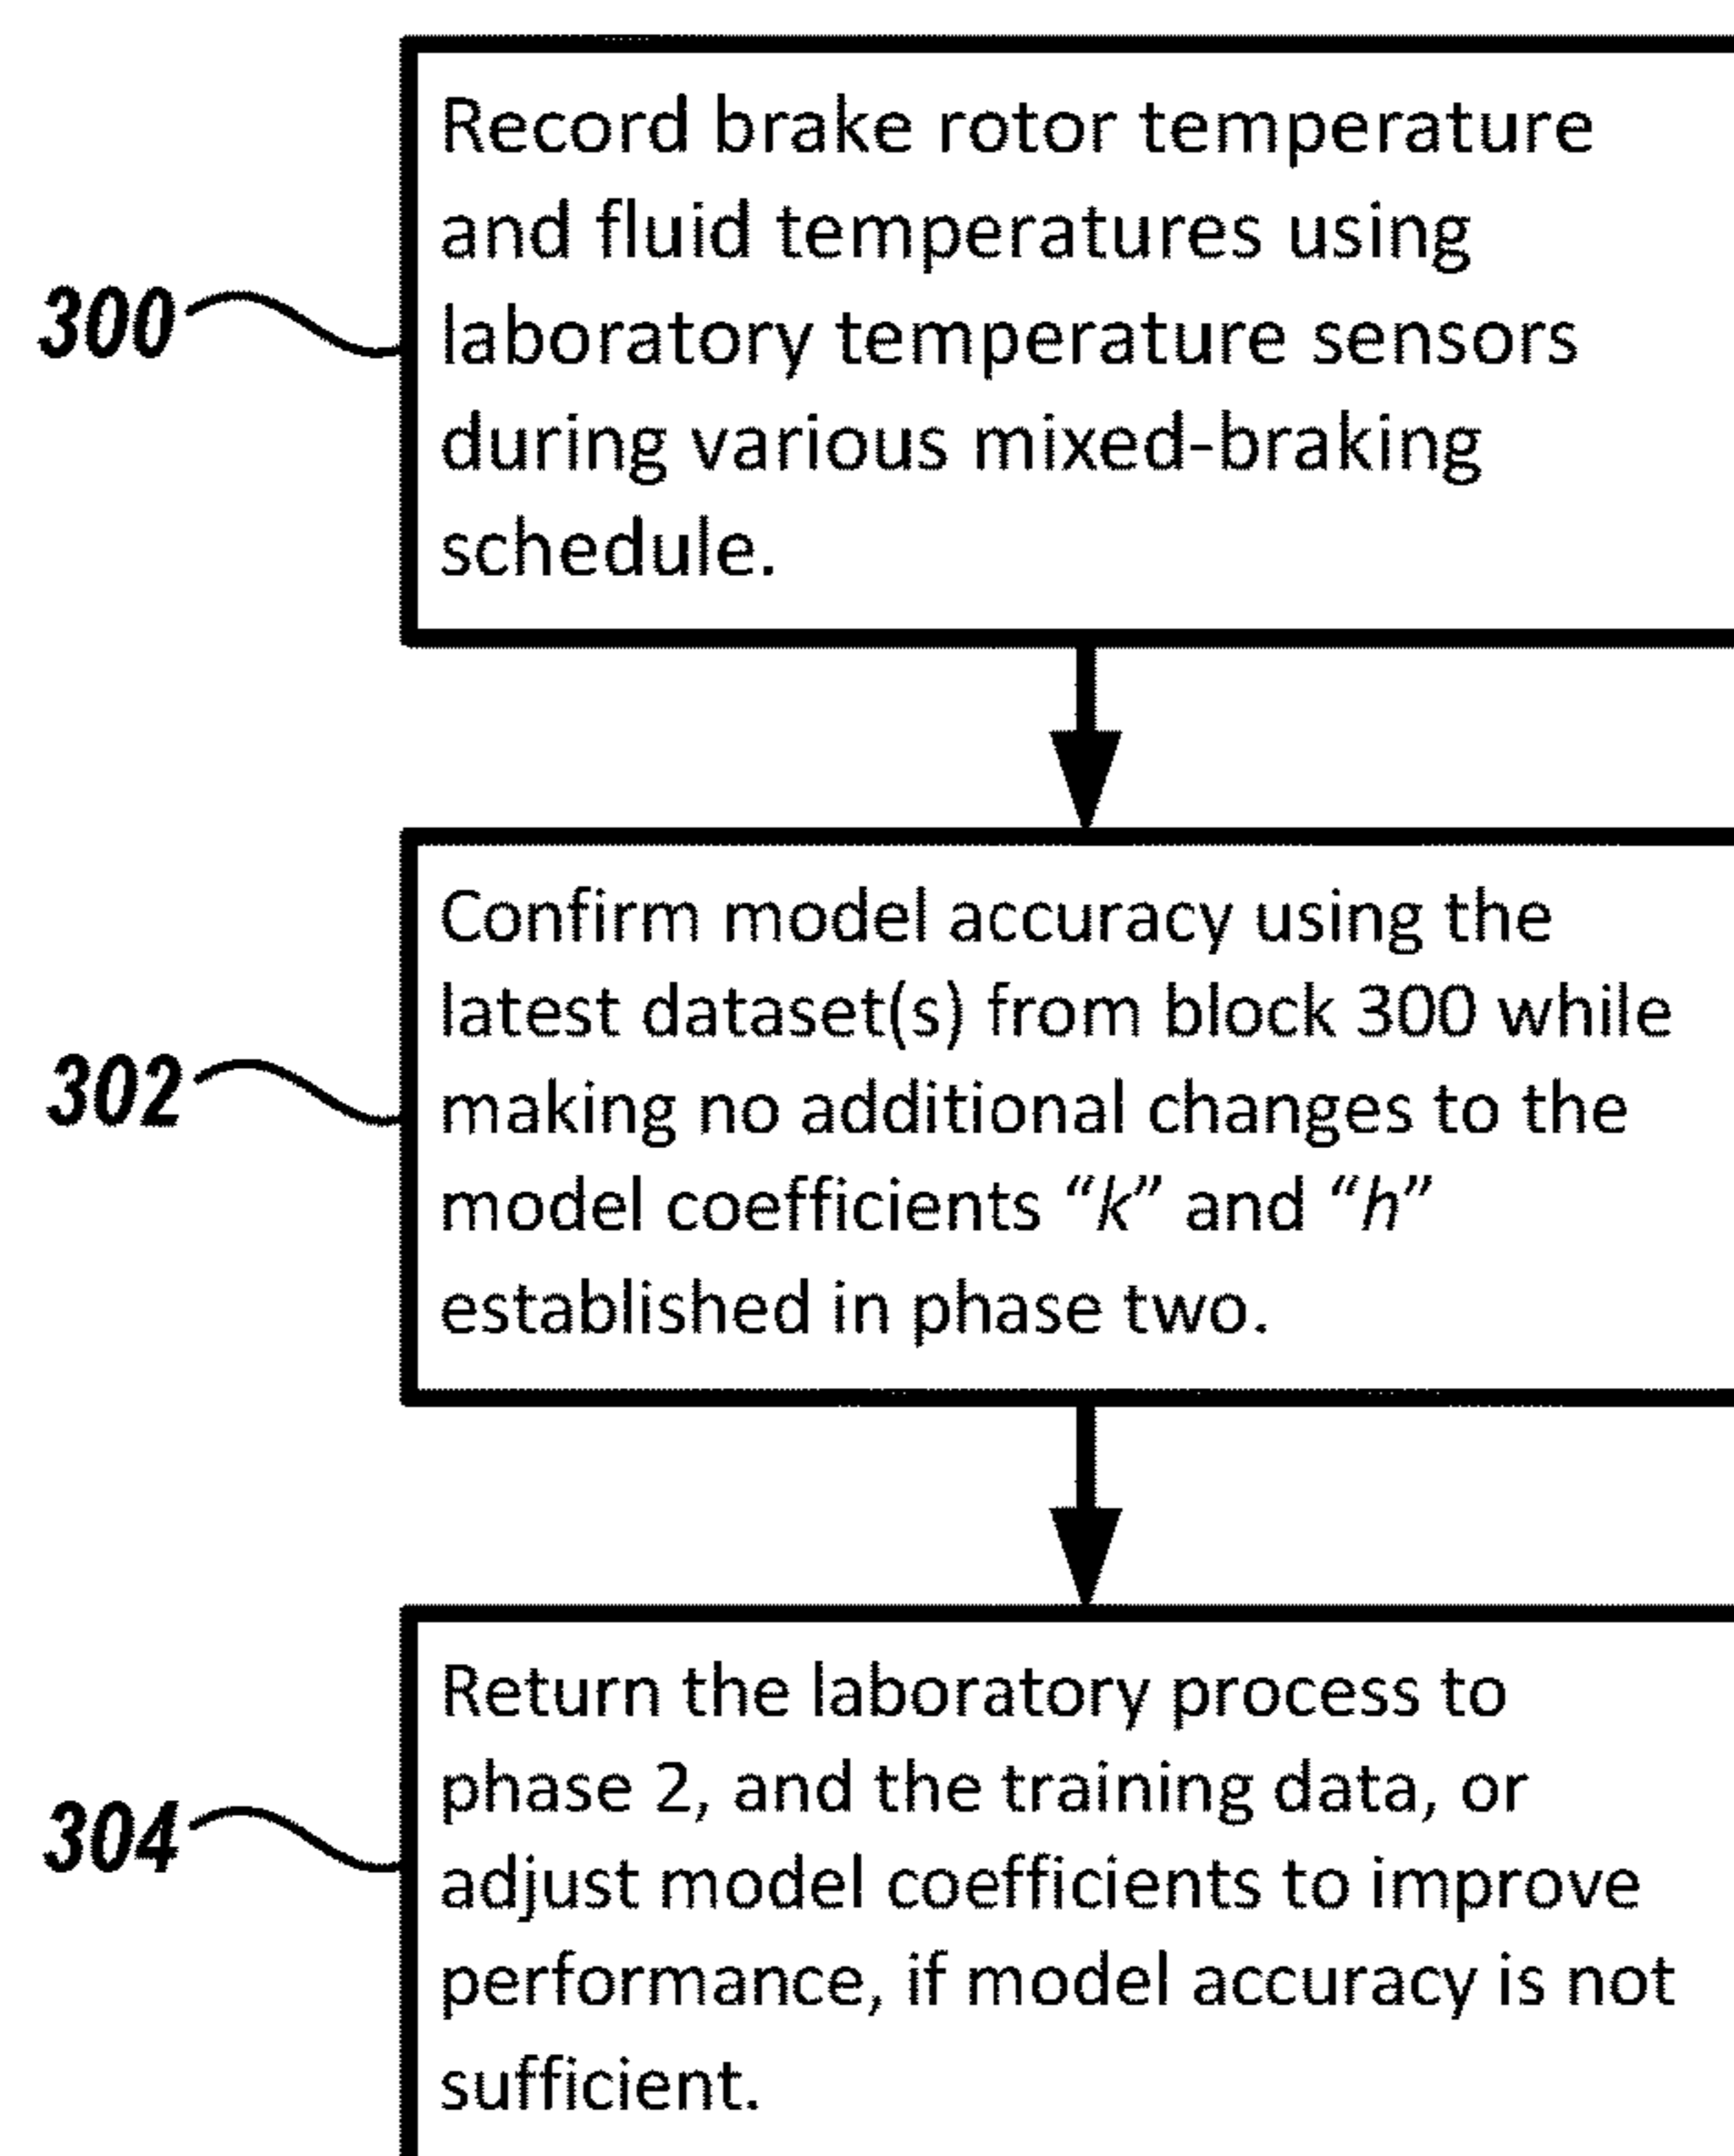 Record brake rotor temperature
and fluid temperatures using
300
laboratory temperature sensors
during various mixed-braking
schedule.
Confirm model accuracy using the
latest dataset(s) from block 300 while
302
making no additional changes to the
model coefficients “k” and “h”
established in phase two.
Return the laboratory process to
phase 2, and the training data, or
304
adjust model coefficients to improve
performance, if model accuracy is not
sufficient.